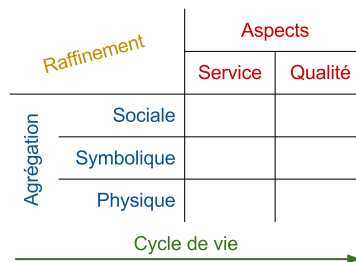 Raffinement
Aspects
Service Qualité
Agrégation
Sociale
Symbolique
Physique
Cycle de vie